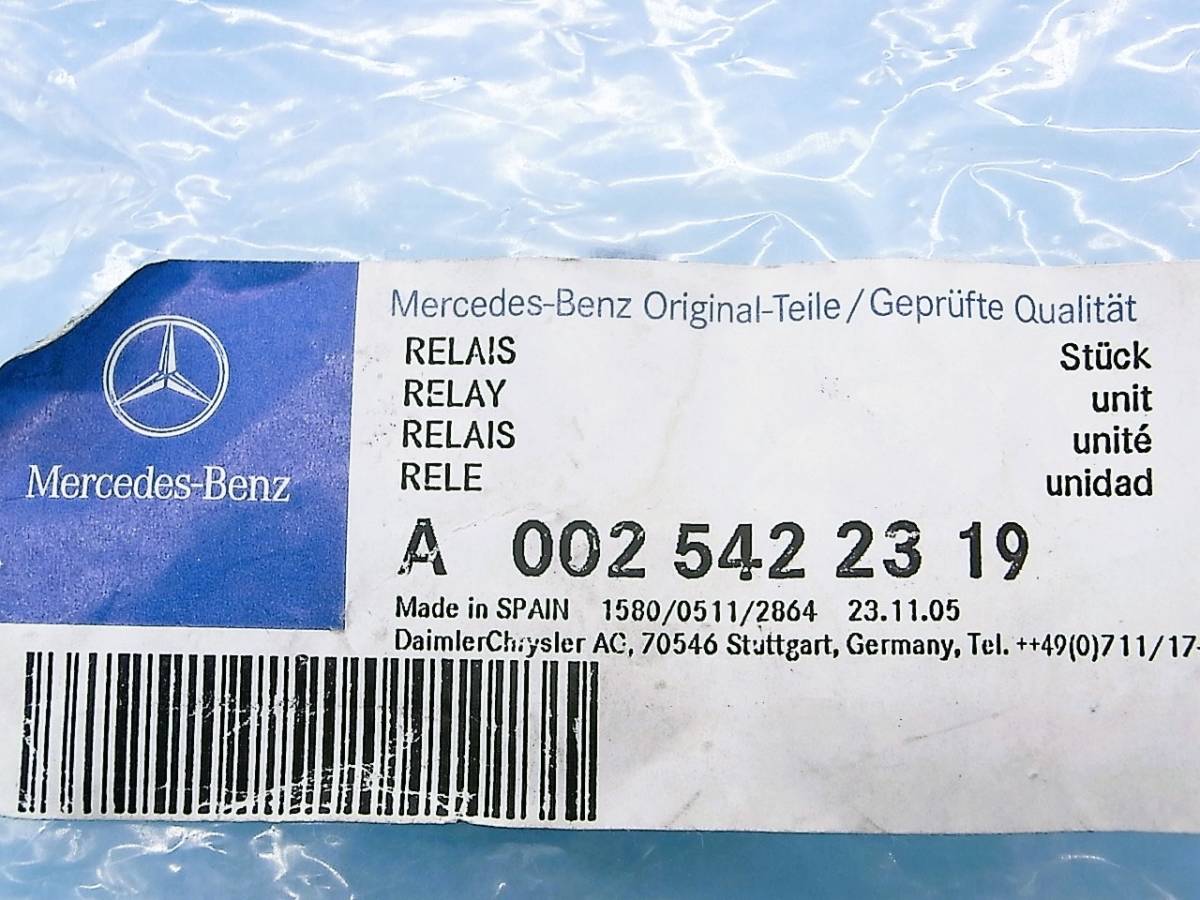 Mercedes-Benz Original-Teile/Geprüfte Qualität
RELAIS Stück
RELAY unit
RELAIS unité
RELE unidad
Mercedes-Benz
A 002 542 23 19
Made in SPAIN 1580/0511/2864 23.11.05
DaimlerChrysler AG, 70546 Stuttgart, Germany, Tel. ++49(0)711/17-